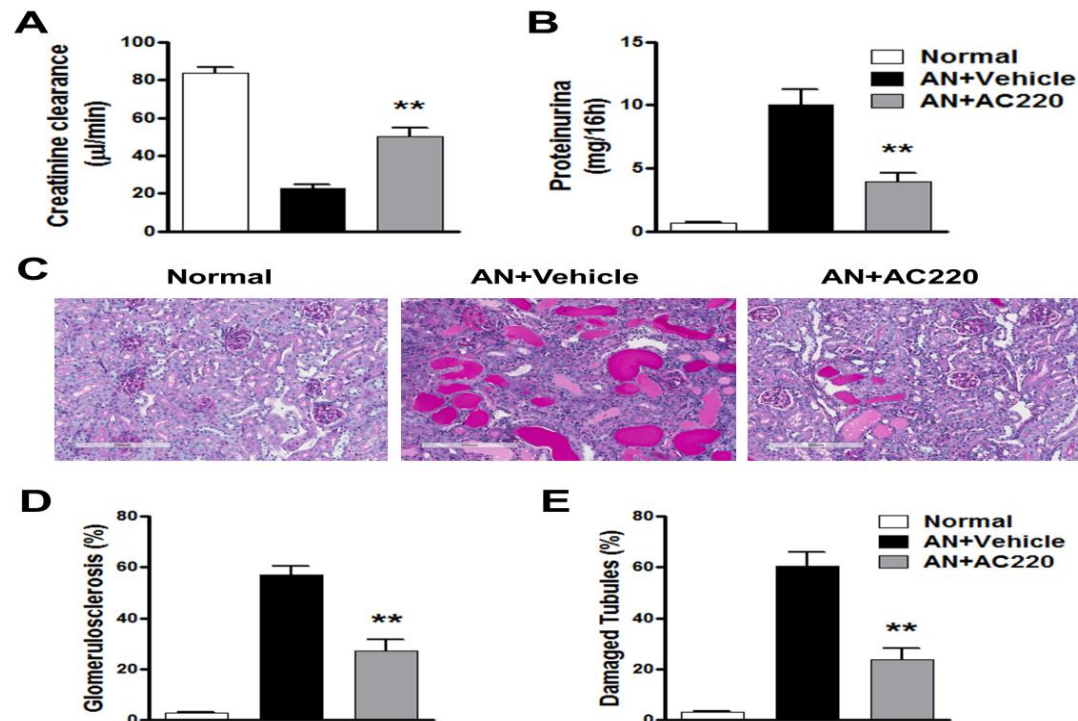 A
Creatinine clearance
(μl/min)
100
80
60
40
20
0
**
B
Proteinurina
(mg/16h)
15
10
5
0
**
Normal
AN+Vehicle
AN+AC220
C
Normal
AN+Vehicle
AN+AC220
D
Glomerulosclerosis (%)
80
60
40
20
0
**
E
Damaged Tubules (%)
80
60
40
20
0
**
Normal
AN+Vehicle
AN+AC220